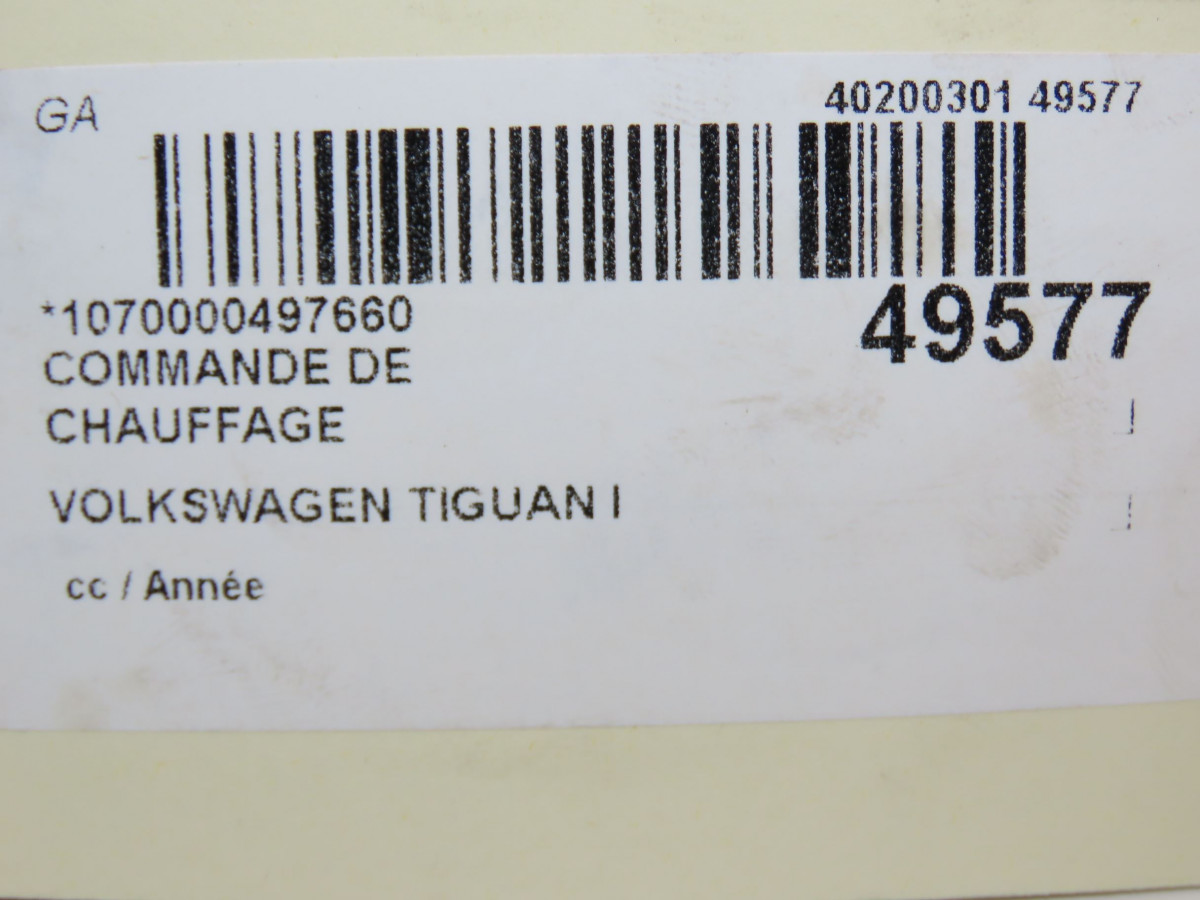 GA
40200301 49577
*1070000497660
49577
COMMANDE DE
CHAUFFAGE
VOLKSWAGEN TIGUAN I
cc / Année